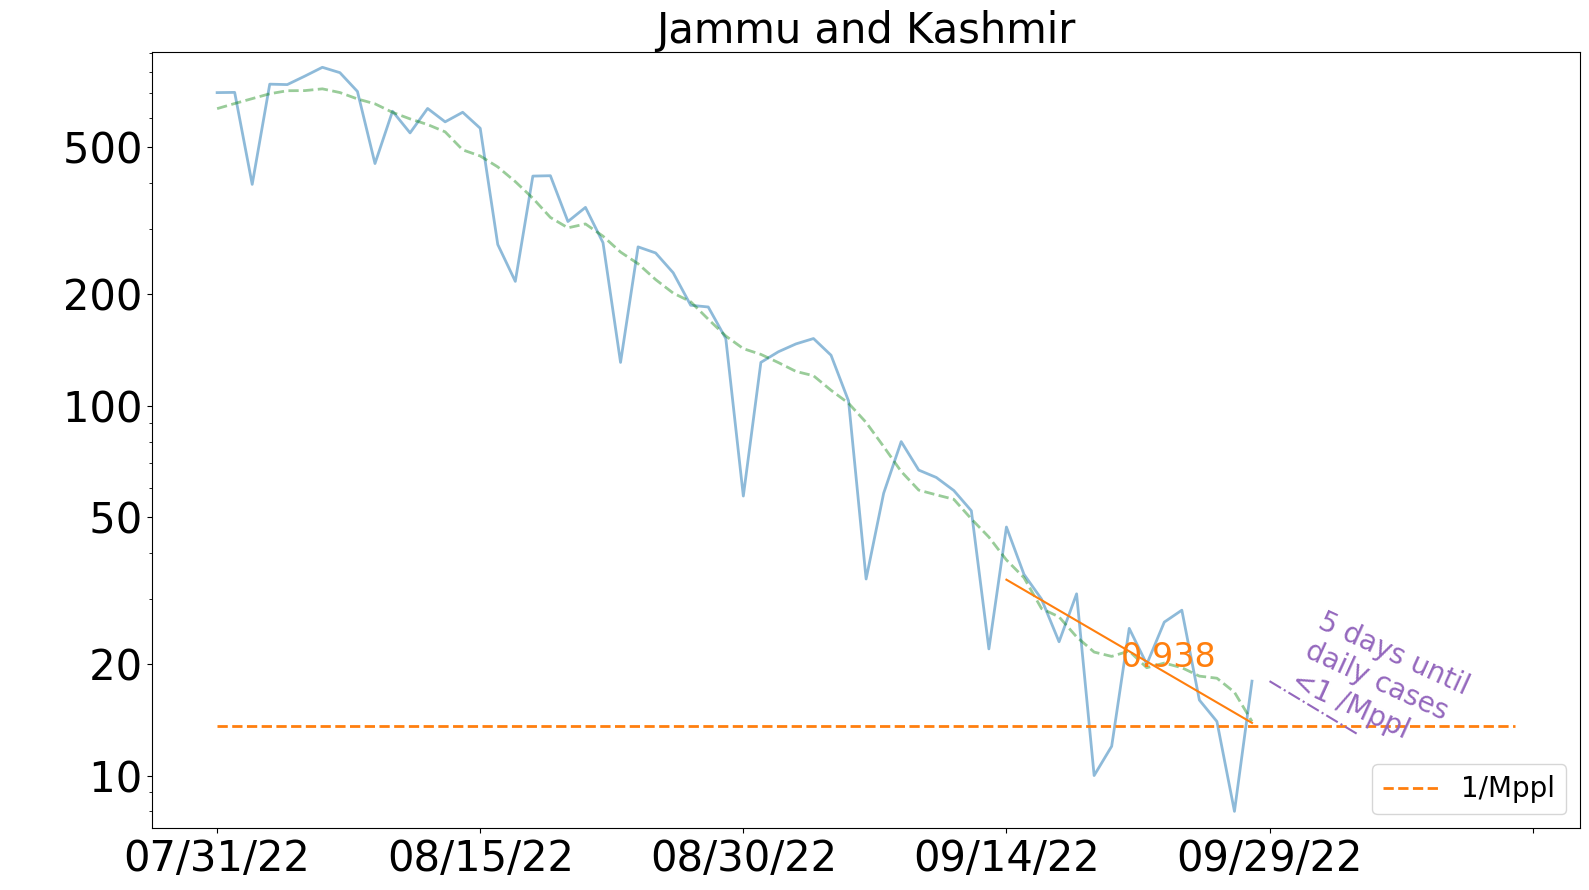 Jammu and Kashmir
500
200
100
50
20
10
0.938
5 days until
daily cases
<1 /Mppl
1/Mppl
07/31/22
08/15/22
08/30/22
09/14/22
09/29/22